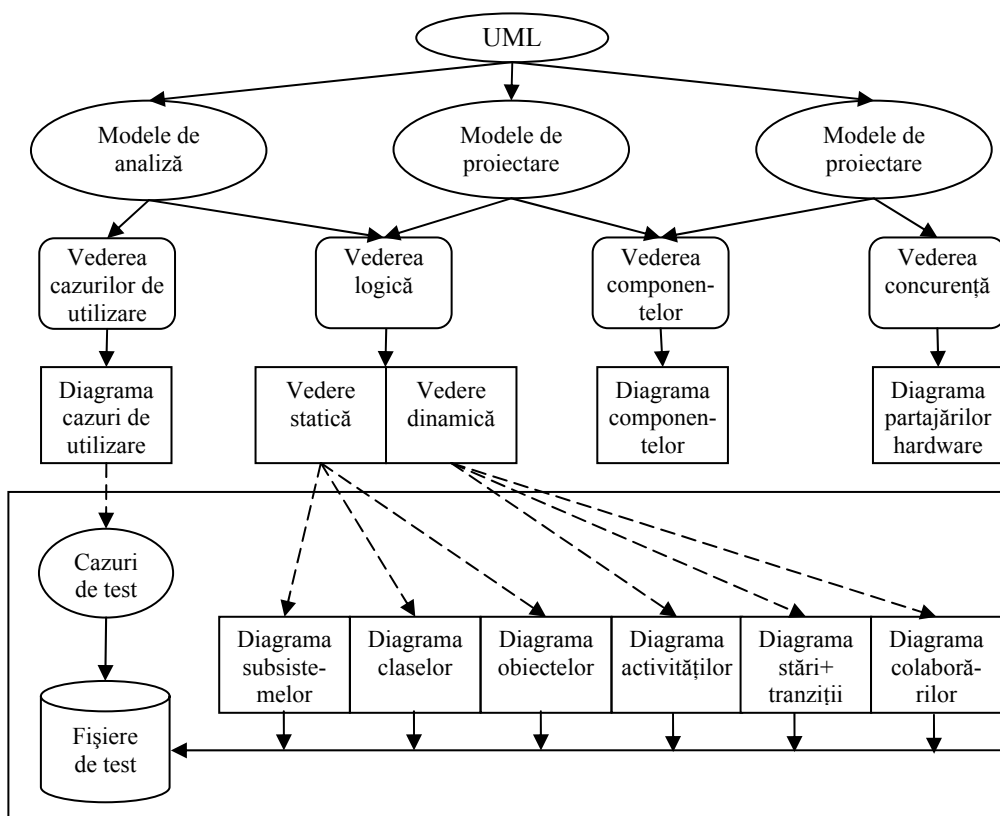 UML
Modele de
analiză
Modele de
proiectare
Modele de
proiectare
Vederea
cazurilor de
utilizare
Vederea
logică
Vederea
componen-
telor
Vederea
concurență
Diagrama
cazuri de
utilizare
Vedere
statică
Vedere
dinamică
Diagrama
componen-
telor
Diagrama
partajărilor
hardware
Cazuri
de test
Diagrama
subsiste-
melor
Diagrama
claselor
Diagrama
obiectelor
Diagrama
activităților
Diagrama
stări+
tranziții
Diagrama
colaboră-
rilor
Fişiere
de test